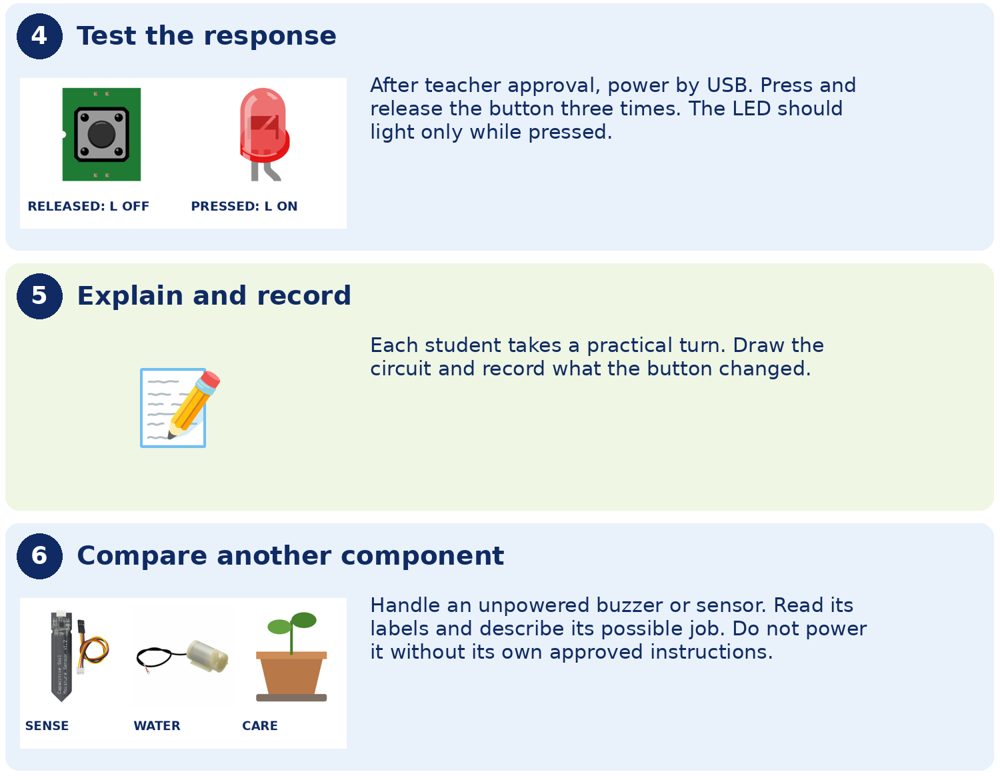 4
Test the response
After teacher approval, power by USB. Press and
release the button three times. The LED should
light only while pressed.
RELEASED: L OFF
PRESSED: L ON
5
Explain and record
Each student takes a practical turn. Draw the
circuit and record what the button changed.
6
Compare another component
Handle an unpowered buzzer or sensor. Read its
labels and describe its possible job. Do not power
it without its own approved instructions.
Capacitive Soil
Moisture Sensor
SENSE
WATER
CARE